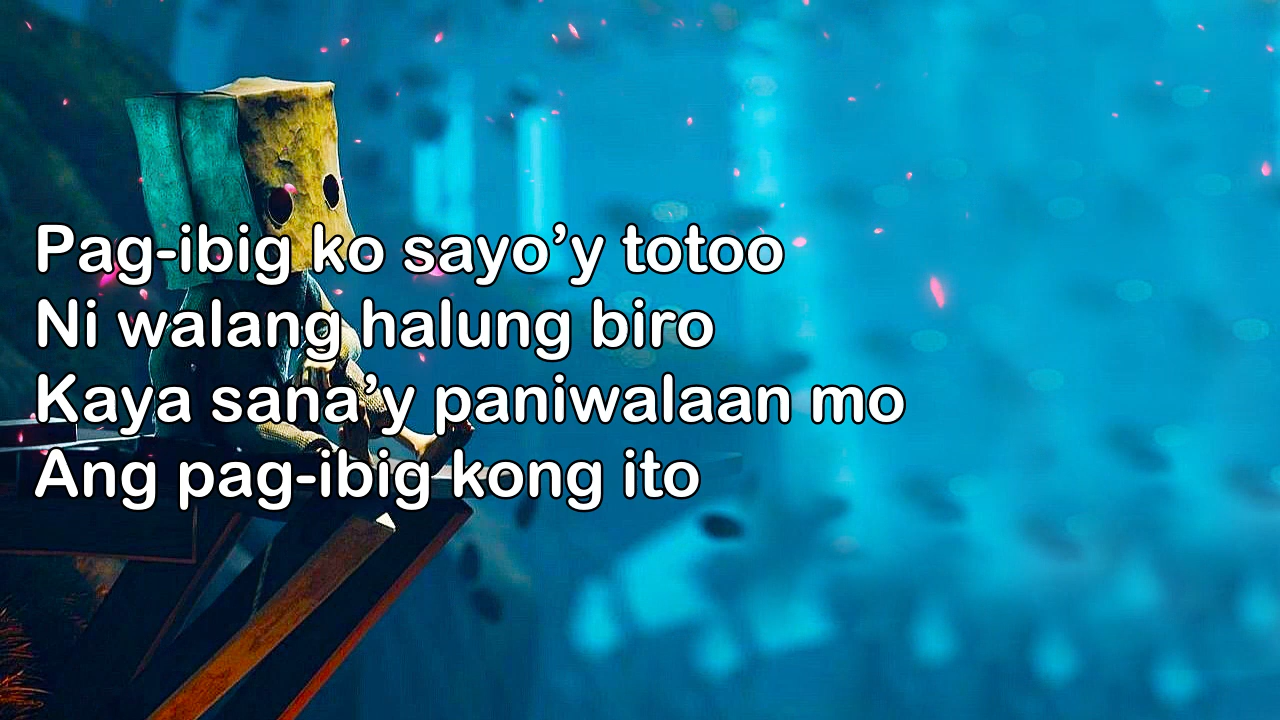 Pag-ibig ko sayo’y totoo
Ni walang halung biro
Kaya sana’y paniwalaan mo
Ang pag-ibig kong ito